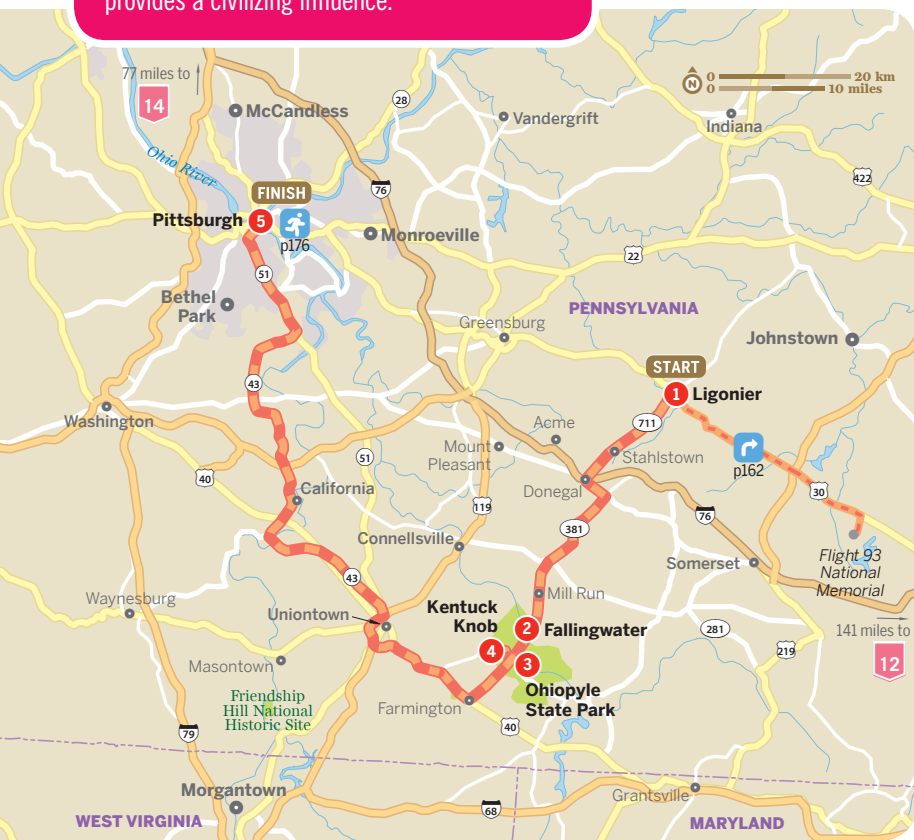 provides a civilizing influence.
77 miles to
14
McCandless
28
Vandergrift
N
0
20 km
0
10 miles
Indiana
422
Ohio River
76
FINISH
Pittsburgh
5
p176
Monroeville
22
51
Bethel
Park
PENNSYLVANIA
Greensburg
Johnstown
START
1
Ligonier
43
711
Washington
Acme
Mount
Pleasant
Stahlstown
p162
51
40
Donegal
30
California
119
76
381
Connellsville
Flight 93
National
Memorial
Somerset
43
Mill Run
Waynesburg
Kentuck
Knob
Uniontown
2
Fallingwater
281
141 miles to
12
219
4
3
Masontown
Ohiopyle
State Park
Friendship
Hill National
Historic Site
Farmington
40
79
Morgantown
Grantsville
68
WEST VIRGINIA
MARYLAND